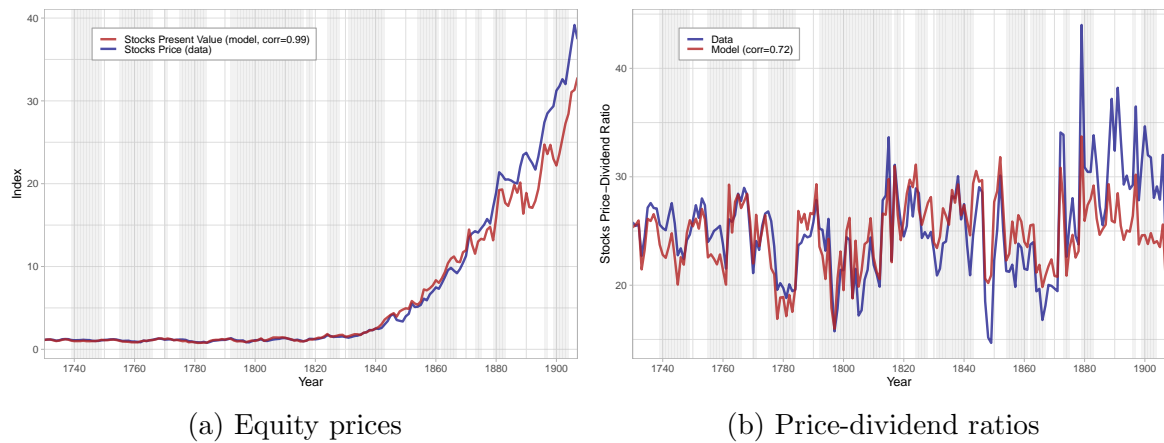 Stocks Present Value (model, corr=0.99)
Stocks Price (data)
Index
40
30
20
10
0
1740 1760 1780 1800 1820 1840 1860 1880 1900
Year
(a) Equity prices
Data
Model (corr=0.72)
Stocks Price−Dividend Ratio
40
30
20
1740 1760 1780 1800 1820 1840 1860 1880 1900
Year
(b) Price-dividend ratios